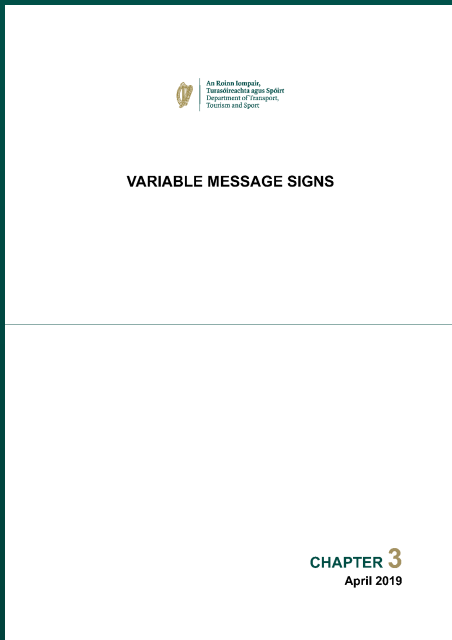 An Roinn Iompair,
Turasóireachta agus Spóirt
Department of Transport,
Tourism and Sport
VARIABLE MESSAGE SIGNS
CHAPTER 3
April 2019